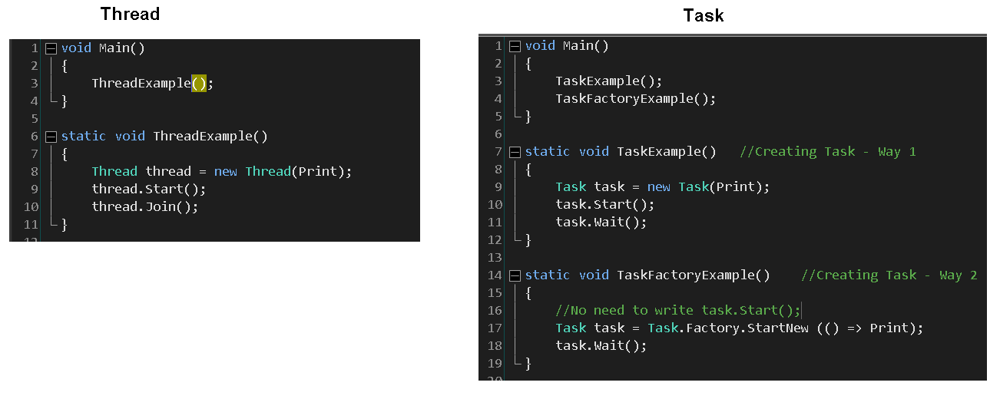 Thread
1 void Main()
2 {
3 ThreadExample();
4 }
5
6 static void ThreadExample()
7 {
8 Thread thread = new Thread(Print);
9 thread.Start();
10 thread.Join();
11 }
12
Task
1 void Main()
2 {
3 TaskExample();
4 TaskFactoryExample();
5 }
6
7 static void TaskExample() //Creating Task - Way 1
8 {
9 Task task = new Task(Print);
10 task.Start();
11 task.Wait();
12 }
13
14 static void TaskFactoryExample() //Creating Task - Way 2
15 {
16 //No need to write task.Start();
17 Task task = Task.Factory.StartNew (() => Print);
18 task.Wait();
19 }
20